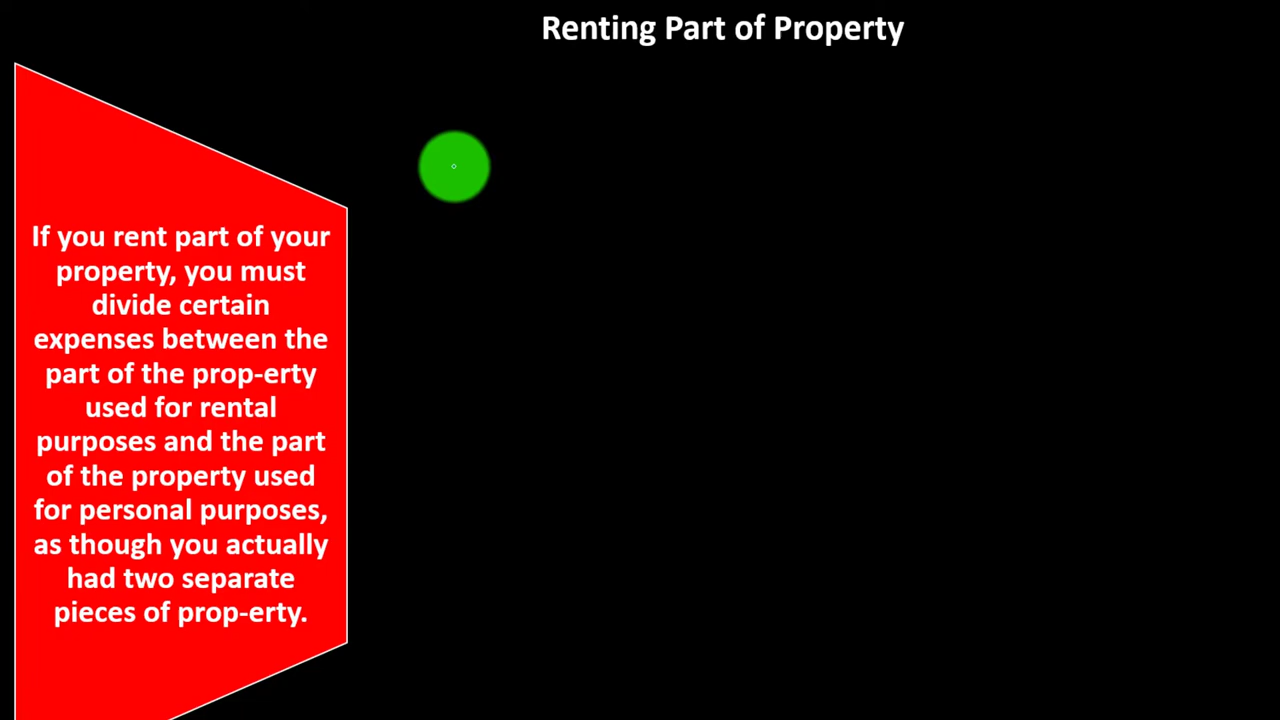 Renting Part of Property
If you rent part of your
property, you must
divide certain
expenses between the
part of the prop-erty
used for rental
purposes and the part
of the property used
for personal purposes,
as though you actually
had two separate
pieces of prop-erty.